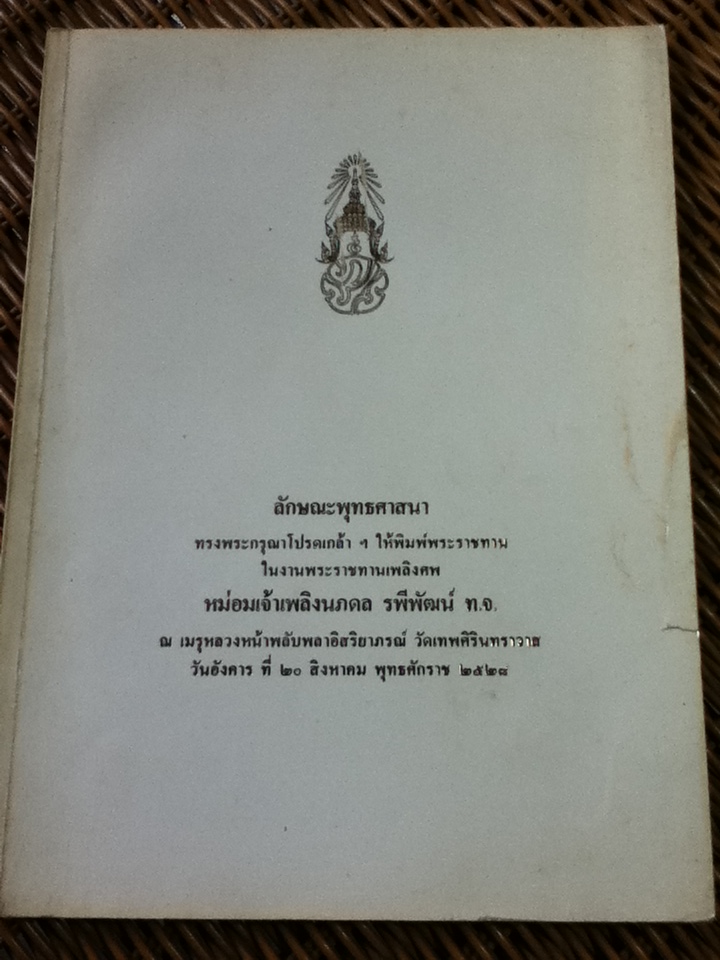 ลักษณะพุทธศาสนา
ทรงพระกรุณาโปรดเกล้า ฯ ให้พิมพ์พระราชทาน
ในงานพระราชทานเพลิงศพ
หม่อมเจ้าเพลิงนภดล รพีพัฒน์ ท.จ.
ณ เมรุหลวงหน้าพลับพลาอิสริยาภรณ์ วัดเทพศิรินทราวาส
วันอังคาร ที่ ๒๐ สิงหาคม พุทธศักราช ๒๕๒๘